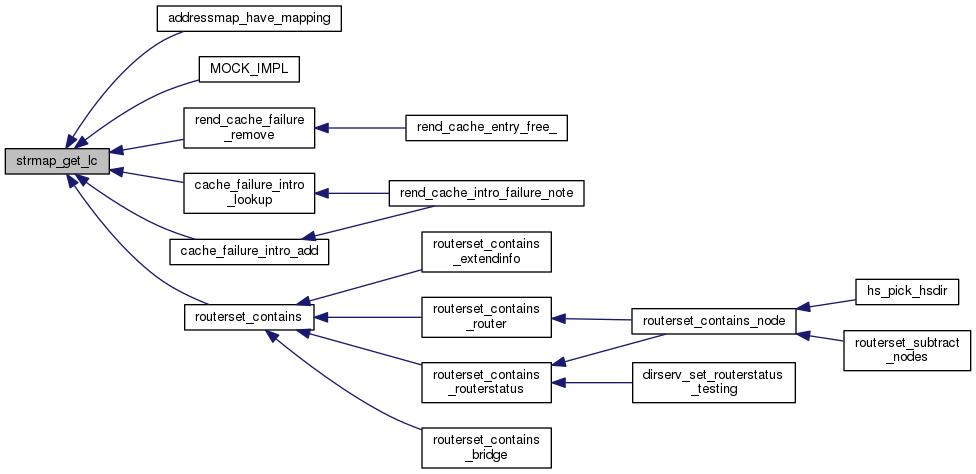 addressmap_have_mapping
MOCK_IMPL
rend_cache_failure
_remove
rend_cache_entry_free_
strmap_get_lc
cache_failure_intro
_lookup
rend_cache_intro_failure_note
cache_failure_intro_add
routerset_contains
_extendinfo
routerset_contains
routerset_contains
_router
routerset_contains_node
hs_pick_hsdir
routerset_subtract
_nodes
routerset_contains
_routerstatus
dirserv_set_routerstatus
_testing
routerset_contains
_bridge